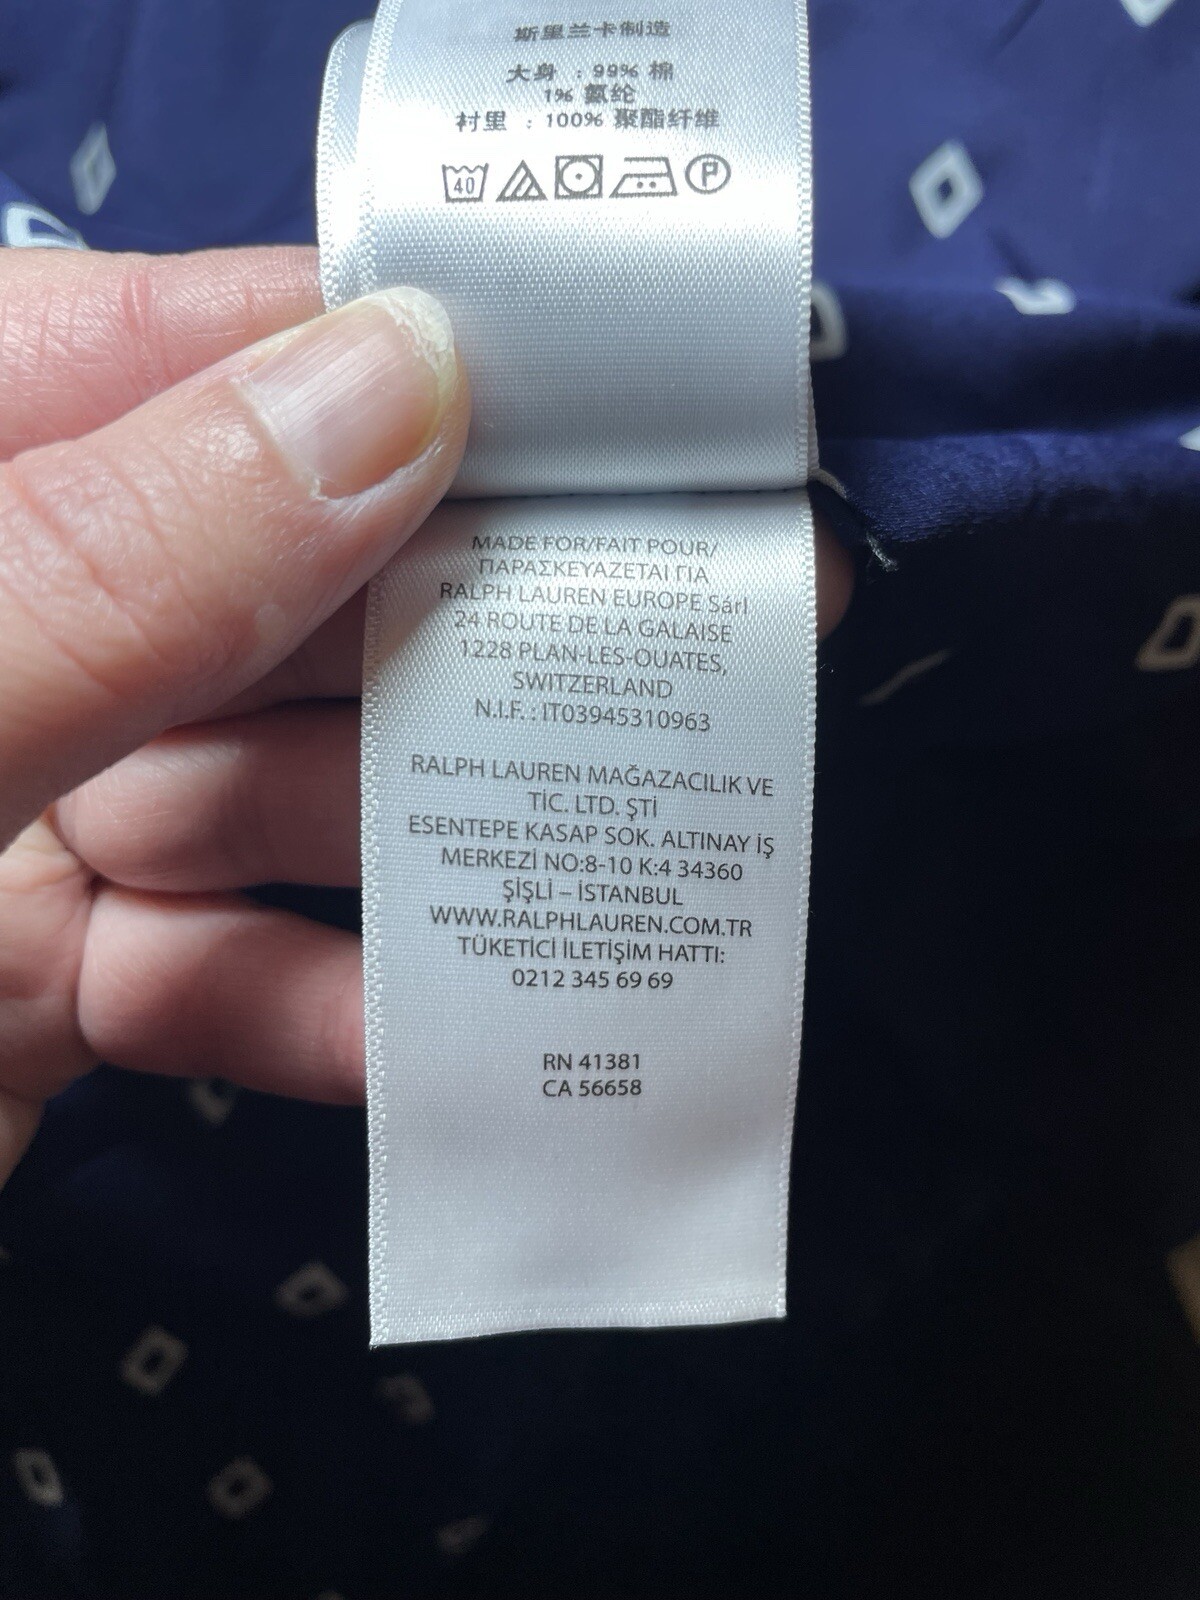 斯里兰卡制造
大身 : 99% 棉
1% 氨纶
衬里 : 100% 聚酯纤维
40 P
MADE FOR/FAIT POUR/
ΠΑΡΑΣΚΕΥΑΖΕΤΑΙ ΓΙΑ
RALPH LAUREN EUROPE Sárl
24 ROUTE DE LA GALAISE
1228 PLAN-LES-OUATES,
SWITZERLAND
N.I.F. : IT03945310963
RALPH LAUREN MAĞAZACILIK VE
TİC. LTD. ŞTİ
ESENTEPE KASAP SOK. ALTINAY İŞ
MERKEZİ NO:8-10 K:4 34360
ŞİŞLİ – İSTANBUL
WWW.RALPHLAUREN.COM.TR
TÜKETİCİ İLETİŞİM HATTI:
0212 345 69 69
RN 41381
CA 56658